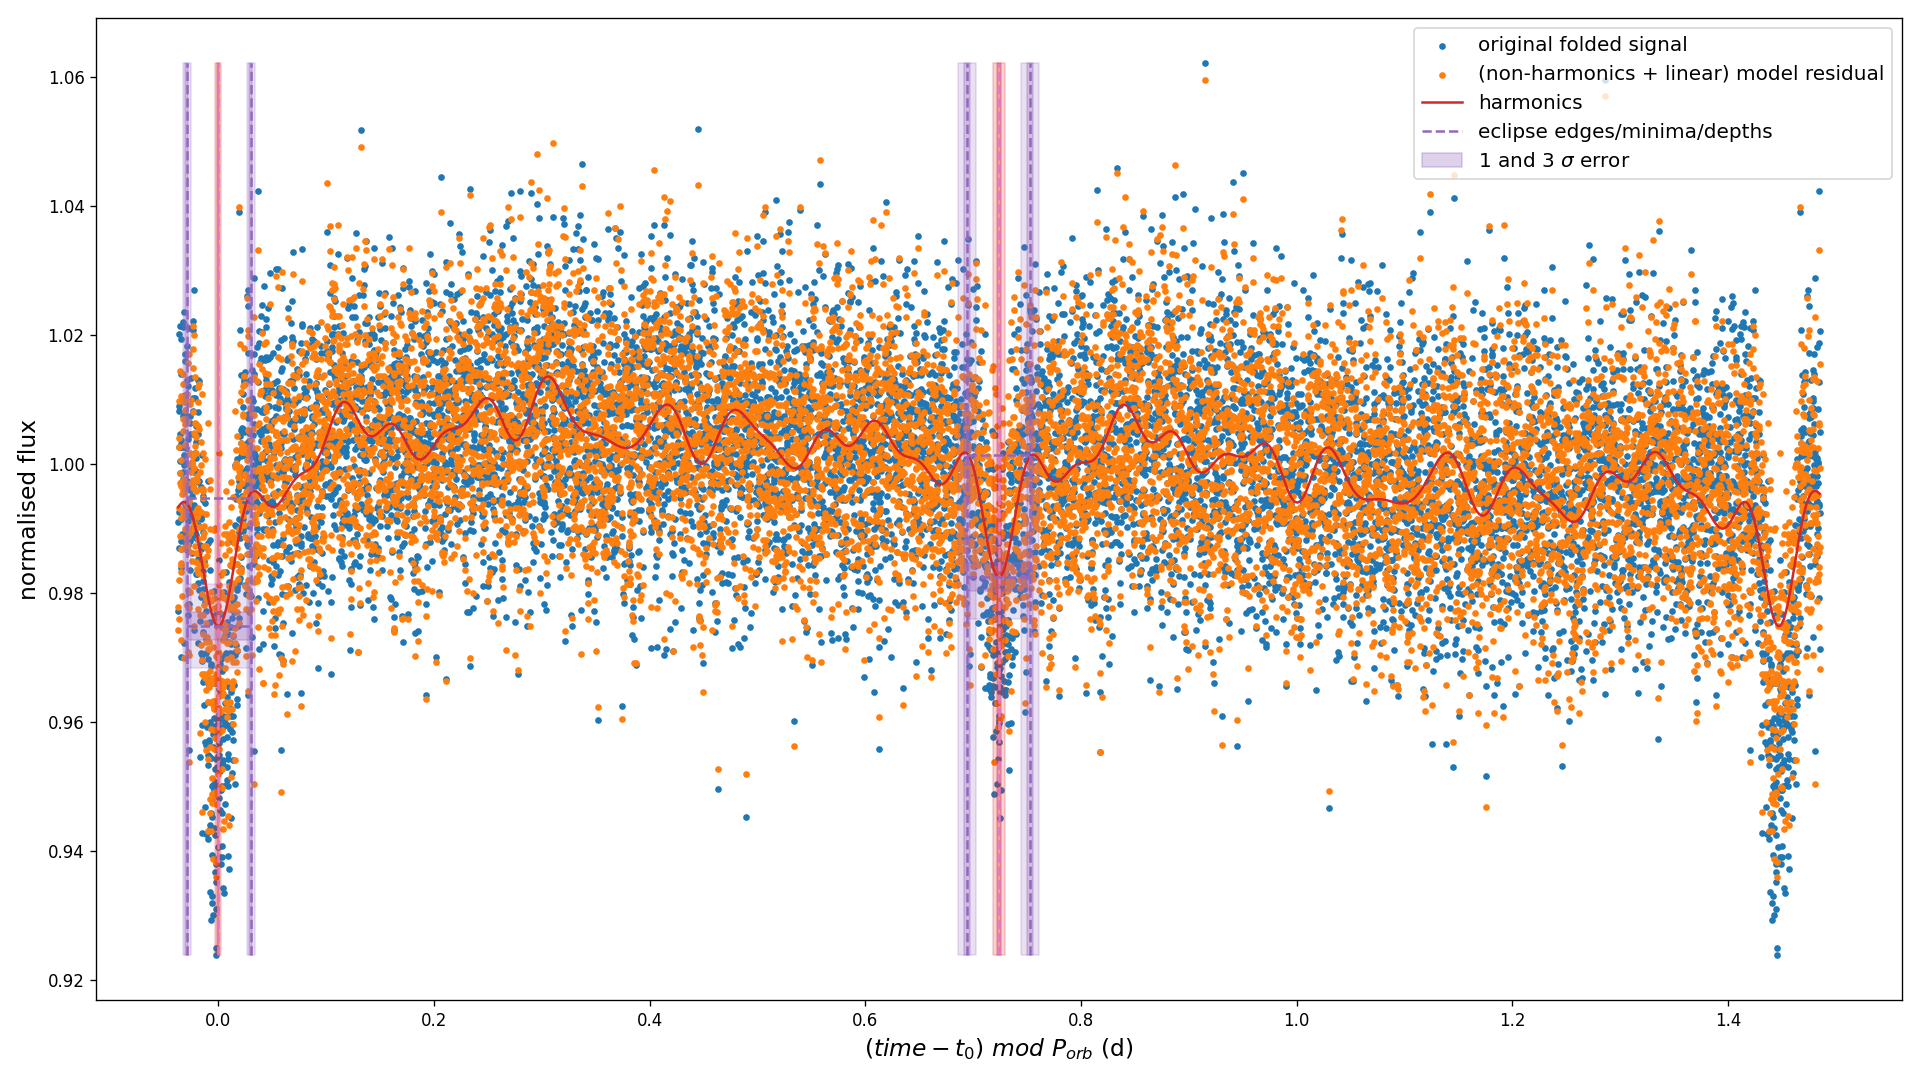 original folded signal
(non-harmonics + linear) model residual
harmonics
eclipse edges/minima/depths
1 and 3 σ error
normalised flux
1.06
1.04
1.02
1.00
0.98
0.96
0.94
0.92
0.0 0.2 0.4 0.6 0.8 1.0 1.2 1.4
(time − t₀) mod Pₒᵣb (d)